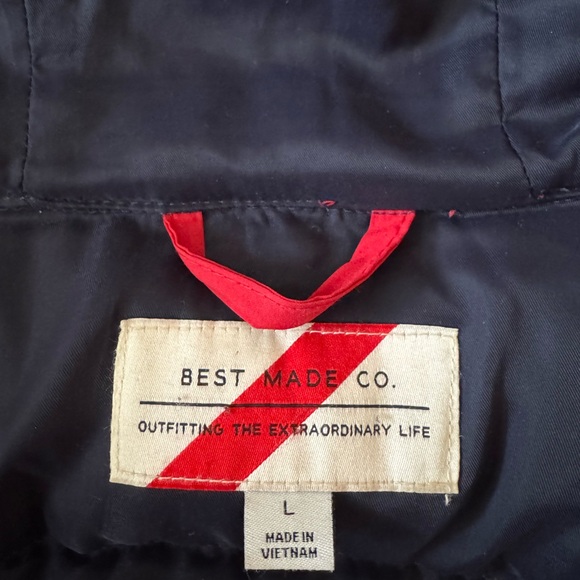 BEST MADE CO.
OUTFITTING THE EXTRAORDINARY LIFE
L
MADE IN
VIETNAM